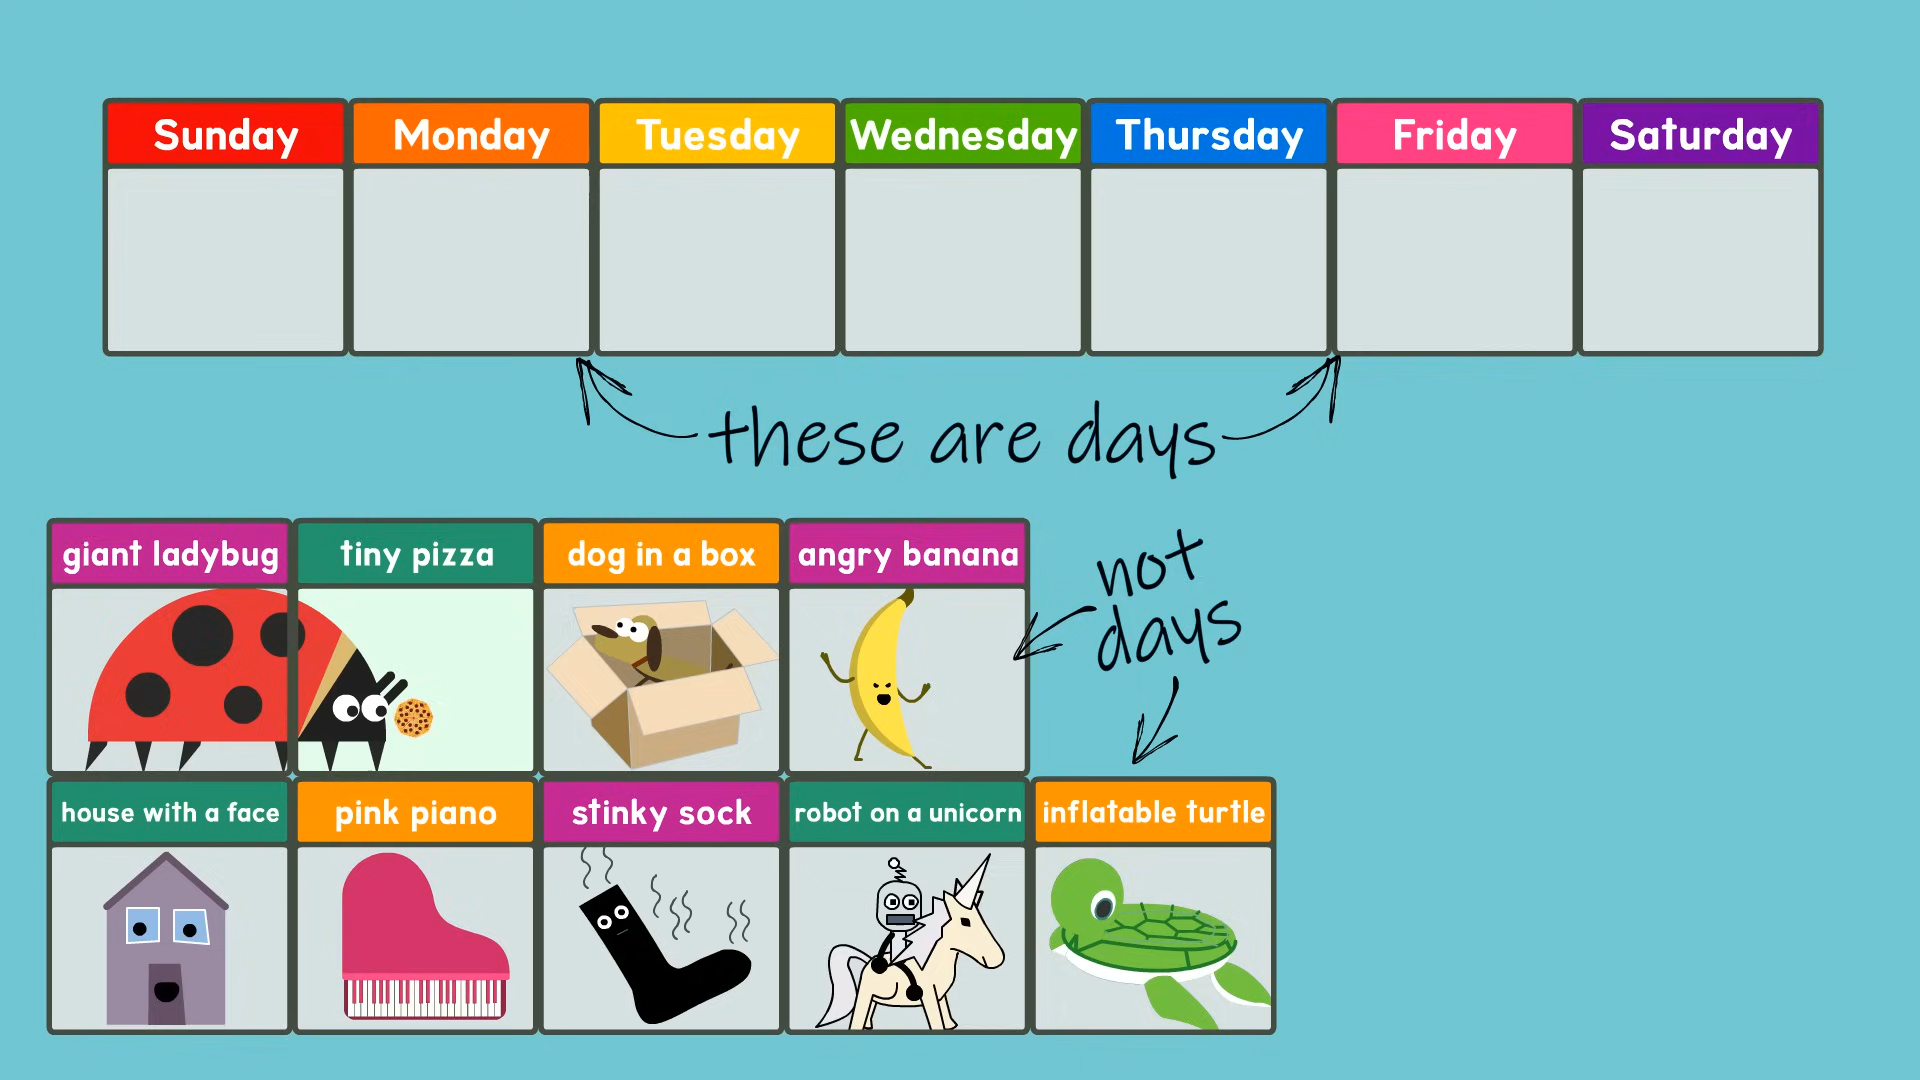 Sunday Monday Tuesday Wednesday Thursday Friday Saturday
these are days
giant ladybug tiny pizza dog in a box angry banana
not
days
house with a face pink piano stinky sock robot on a unicorn inflatable turtle